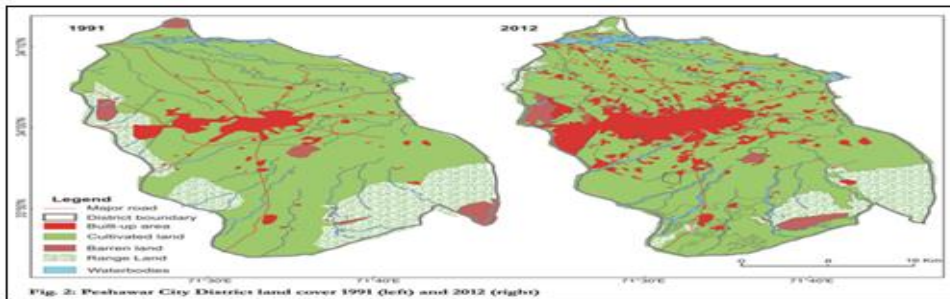 1991
2012
Legend
Major road
District boundary
Built-up area
Cultivated land
Barren land
Range Land
Waterbodies
0 8 16 Km
71°30'E 71°40'E 71°30'E 71°40'E
Fig. 2: Peshawar City District land cover 1991 (left) and 2012 (right)